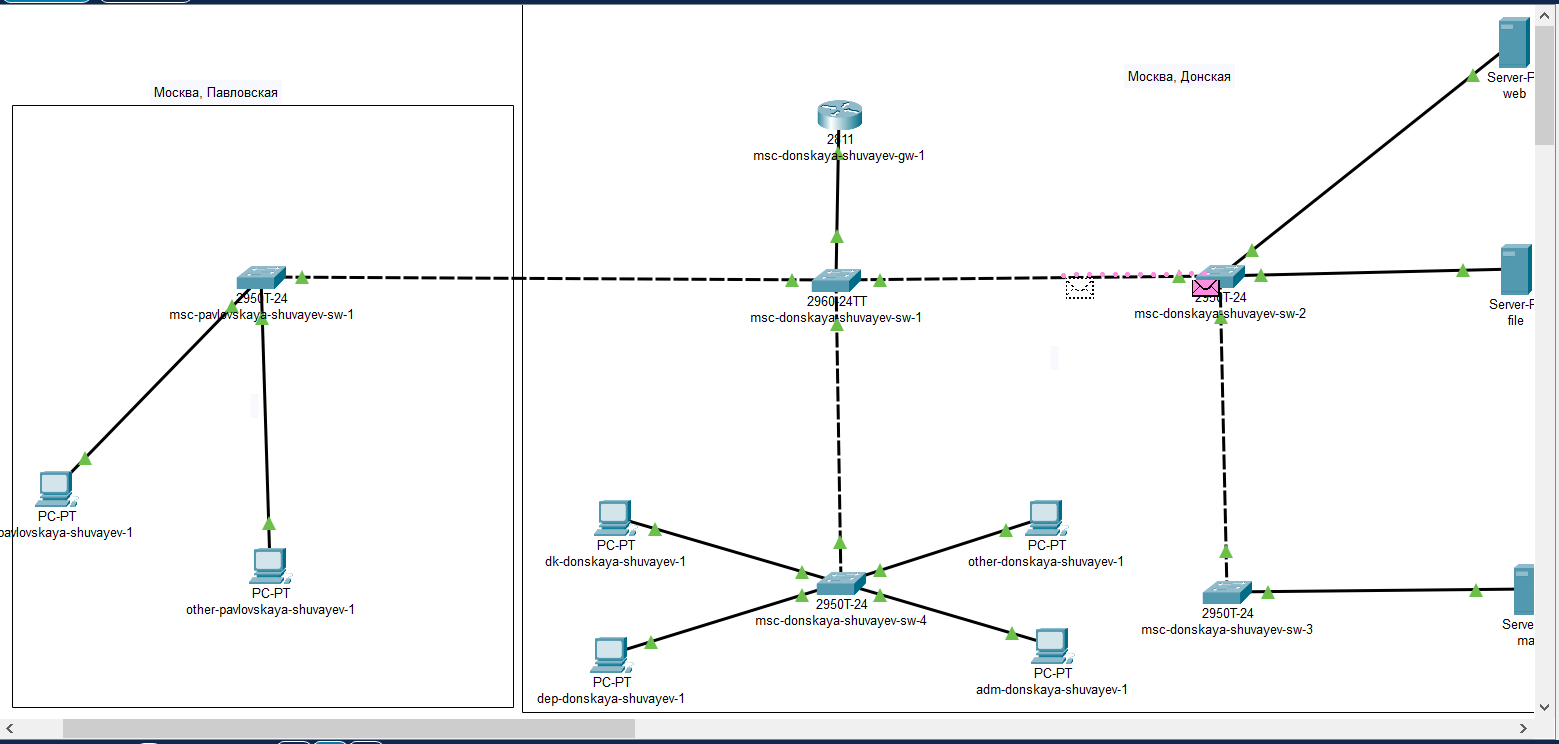 Москва, Павловская
Москва, Донская
Server-P
web
2811
msc-donskaya-shuvayev-gw-1
2950T-24
msc-pavlovskaya-shuvayev-sw-1
2960-24TT
msc-donskaya-shuvayev-sw-1
2950T-24
msc-donskaya-shuvayev-sw-2
Server-P
file
PC-PT
pavlovskaya-shuvayev-1
PC-PT
other-pavlovskaya-shuvayev-1
PC-PT
dk-donskaya-shuvayev-1
PC-PT
other-donskaya-shuvayev-1
2950T-24
msc-donskaya-shuvayev-sw-4
2950T-24
msc-donskaya-shuvayev-sw-3
Serve
ma
PC-PT
dep-donskaya-shuvayev-1
PC-PT
adm-donskaya-shuvayev-1